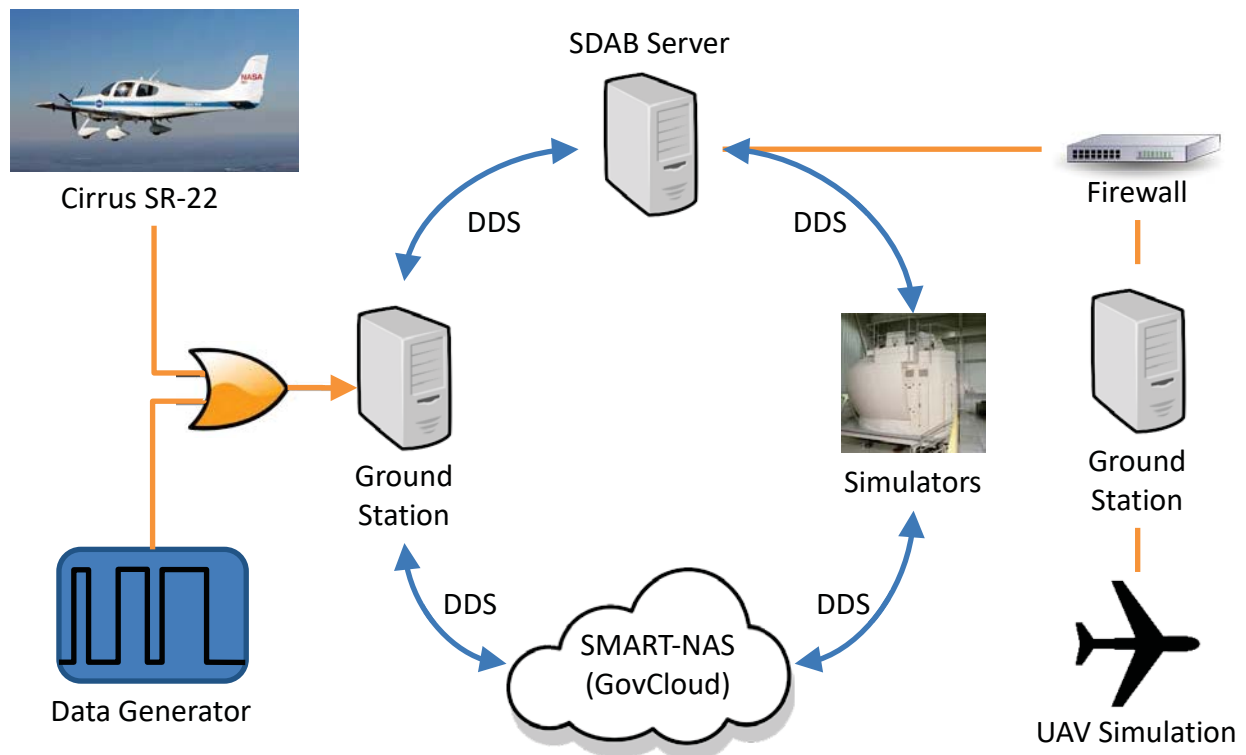 SDAB Server
NASA
Cirrus SR-22
Firewall
DDS
DDS
Ground
Station
Simulators
Ground
Station
DDS
DDS
SMART-NAS
(GovCloud)
Data Generator
UAV Simulation